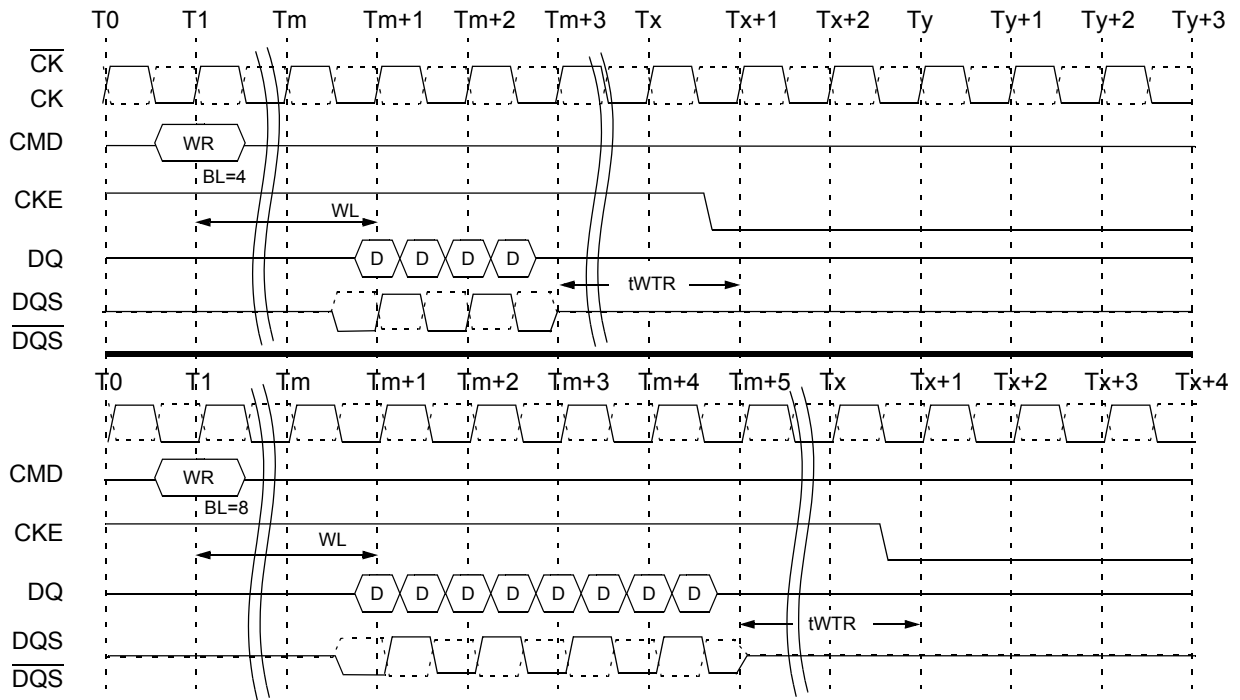 T0 T1 Tm Tm+1 Tm+2 Tm+3 Tx Tx+1 Tx+2 Ty Ty+1 Ty+2 Ty+3
CK
CK
CMD WR
BL=4
CKE
WL
DQ D D D D
tWTR
DQS
DQS
T0 T1 Tm Tm+1 Tm+2 Tm+3 Tm+4 Tm+5 Tx Tx+1 Tx+2 Tx+3 Tx+4
CMD WR
BL=8
CKE
WL
DQ D D D D D D D D
tWTR
DQS
DQS